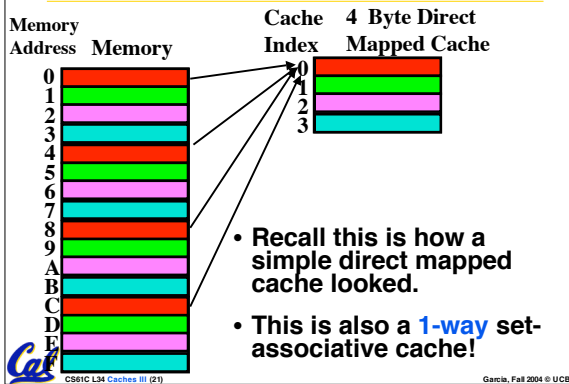 Memory
Address Memory
0
1
2
3
4
5
6
7
8
9
A
B
C
D
E
F
Cache
Index
4 Byte Direct
Mapped Cache
0
1
2
3
• Recall this is how a
simple direct mapped
cache looked.
• This is also a 1-way set-
associative cache!
Cal
CS61C L34 Caches III (21)
Garcia, Fall 2004 © UCB